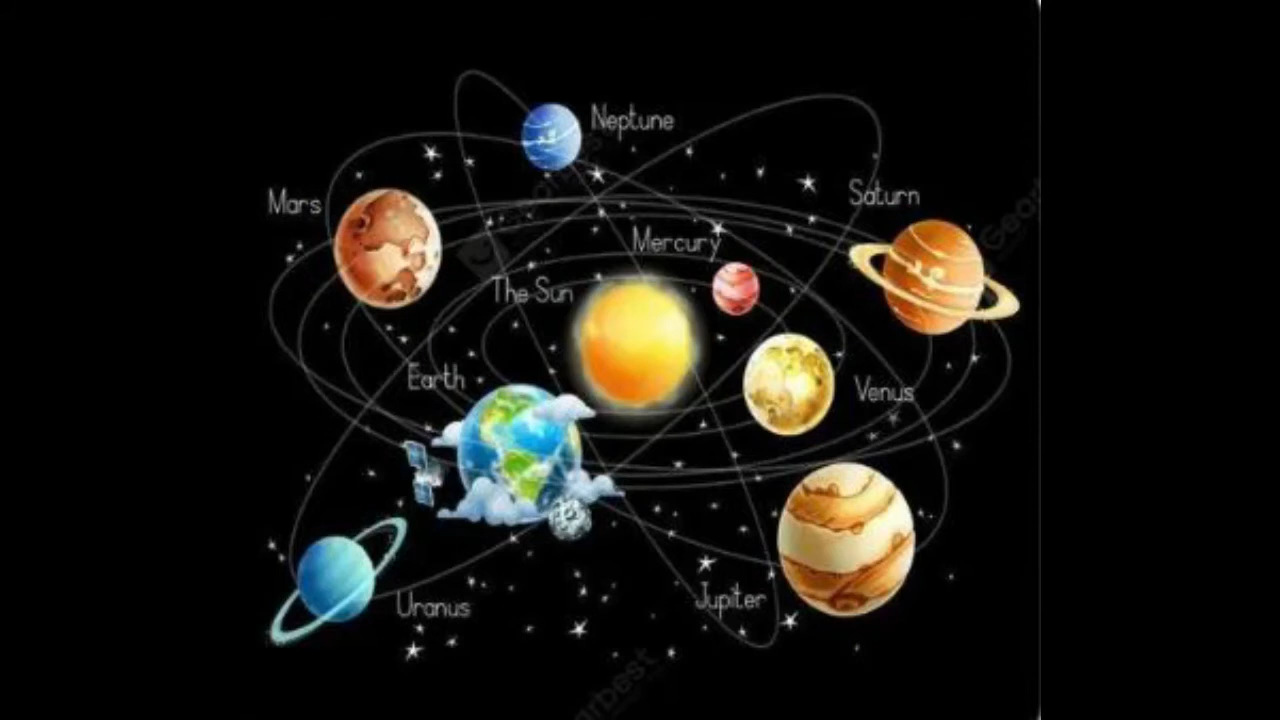 Neptune
Mars
Saturn
Mercury
The Sun
Earth
Venus
Jupiter
Uranus